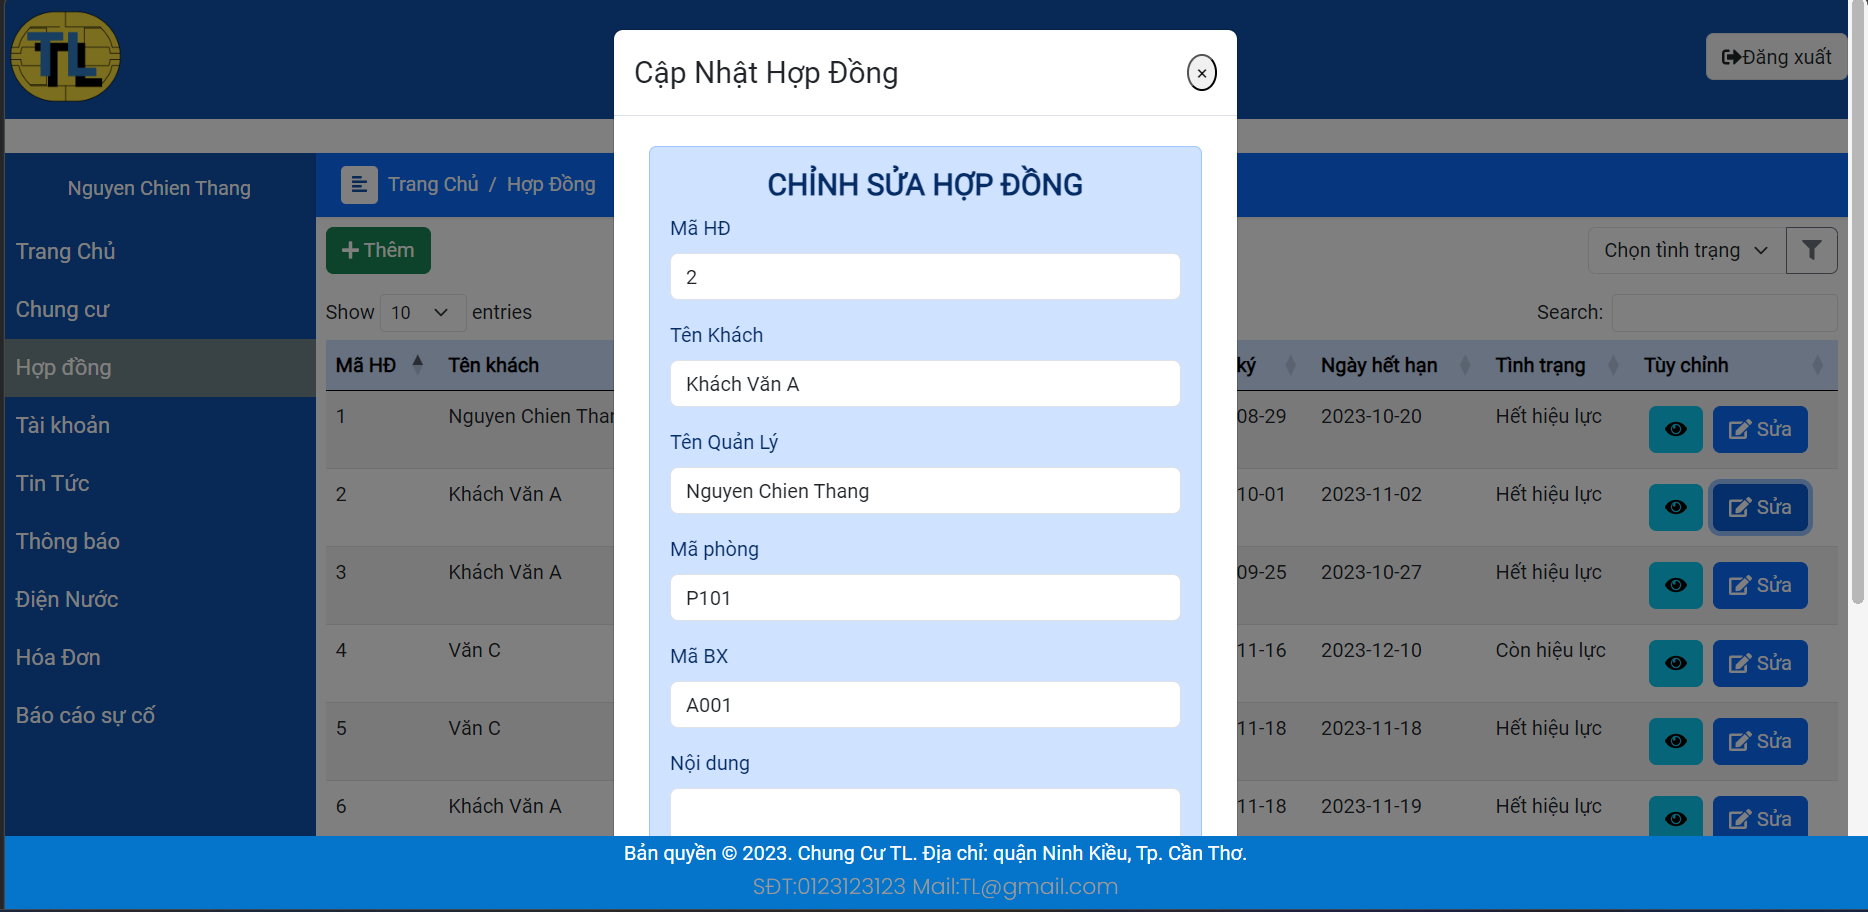 TL
Đăng xuất
Cập Nhật Hợp Đồng
×
Nguyen Chien Thang
Trang Chủ
Chung cư
Hợp đồng
Tài khoản
Tin Tức
Thông báo
Điện Nước
Hóa Đơn
Báo cáo sự cố
Trang Chủ / Hợp Đồng
Thêm
Chọn tình trạng
Show 10 entries
Search:
CHỈNH SỬA HỢP ĐỒNG
Mã HĐ
2
Tên Khách
Khách Văn A
Tên Quản Lý
Nguyen Chien Thang
Mã phòng
P101
Mã BX
A001
Nội dung
Mã HĐ Tên khách ký Ngày hết hạn Tình trạng Tùy chỉnh
1 Nguyen Chien Than 08-29 2023-10-20 Hết hiệu lực Sửa
2 Khách Văn A 10-01 2023-11-02 Hết hiệu lực Sửa
3 Khách Văn A 09-25 2023-10-27 Hết hiệu lực Sửa
4 Văn C 11-16 2023-12-10 Còn hiệu lực Sửa
5 Văn C 11-18 2023-11-18 Hết hiệu lực Sửa
6 Khách Văn A 11-18 2023-11-19 Hết hiệu lực Sửa
Bản quyền © 2023. Chung Cư TL. Địa chỉ: quận Ninh Kiều, Tp. Cần Thơ.
SĐT:0123123123 Mail:TL@gmail.com